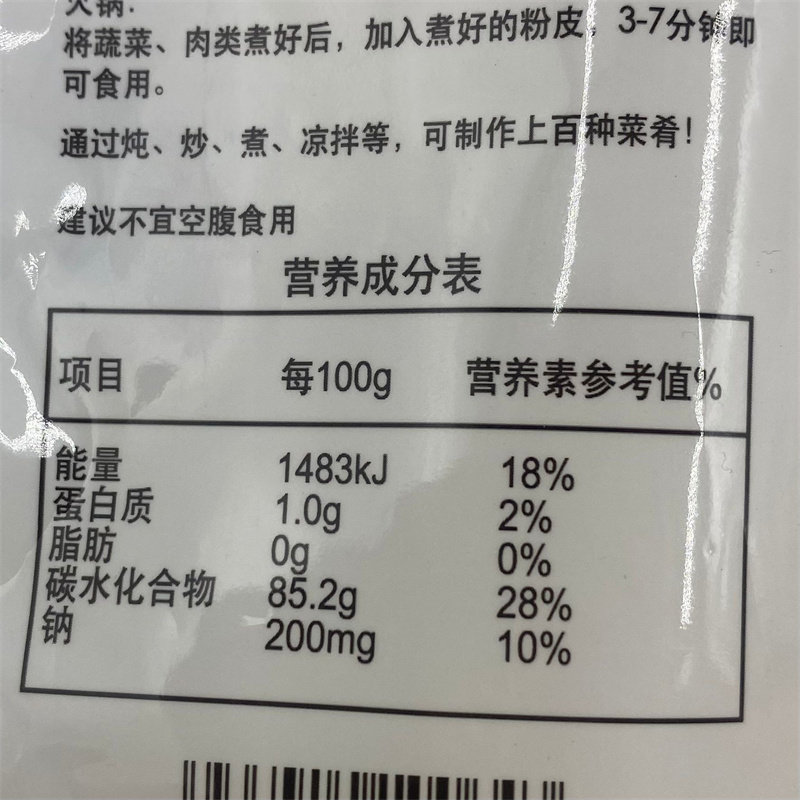 火锅:
将蔬菜、肉类煮好后，加入煮好的粉皮，3-7分钟即
可食用。
通过炖、炒、煮、凉拌等，可制作上百种菜肴!
建议不宜空腹食用
营养成分表
项目 每100g 营养素参考值%
能量 1483kJ 18%
蛋白质 1.0g 2%
脂肪 0g 0%
碳水化合物 85.2g 28%
钠 200mg 10%